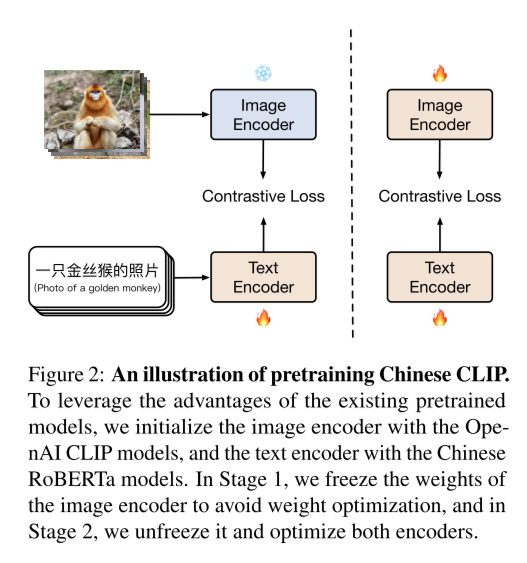 Image
Encoder
Image
Encoder
Contrastive Loss
Contrastive Loss
一只金丝猴的照片
(Photo of a golden monkey)
Text
Encoder
Text
Encoder
Figure 2: An illustration of pretraining Chinese CLIP.
To leverage the advantages of the existing pretrained
models, we initialize the image encoder with the Ope-
nAI CLIP models, and the text encoder with the Chinese
RoBERTa models. In Stage 1, we freeze the weights of
the image encoder to avoid weight optimization, and in
Stage 2, we unfreeze it and optimize both encoders.